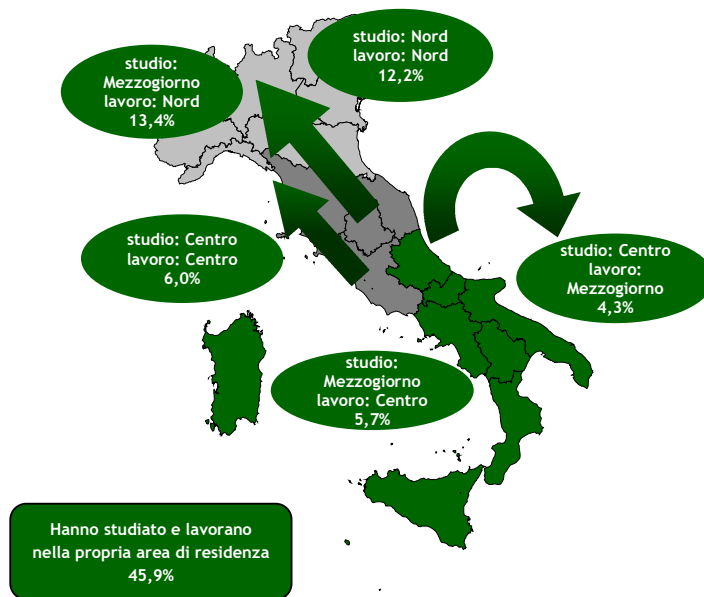 studio: Nord
lavoro: Nord
12,2%
studio:
Mezzogiorno
lavoro: Nord
13,4%
studio: Centro
lavoro: Centro
6,0%
studio: Centro
lavoro:
Mezzogiorno
4,3%
studio:
Mezzogiorno
lavoro: Centro
5,7%
Hanno studiato e lavorano
nella propria area di residenza
45,9%